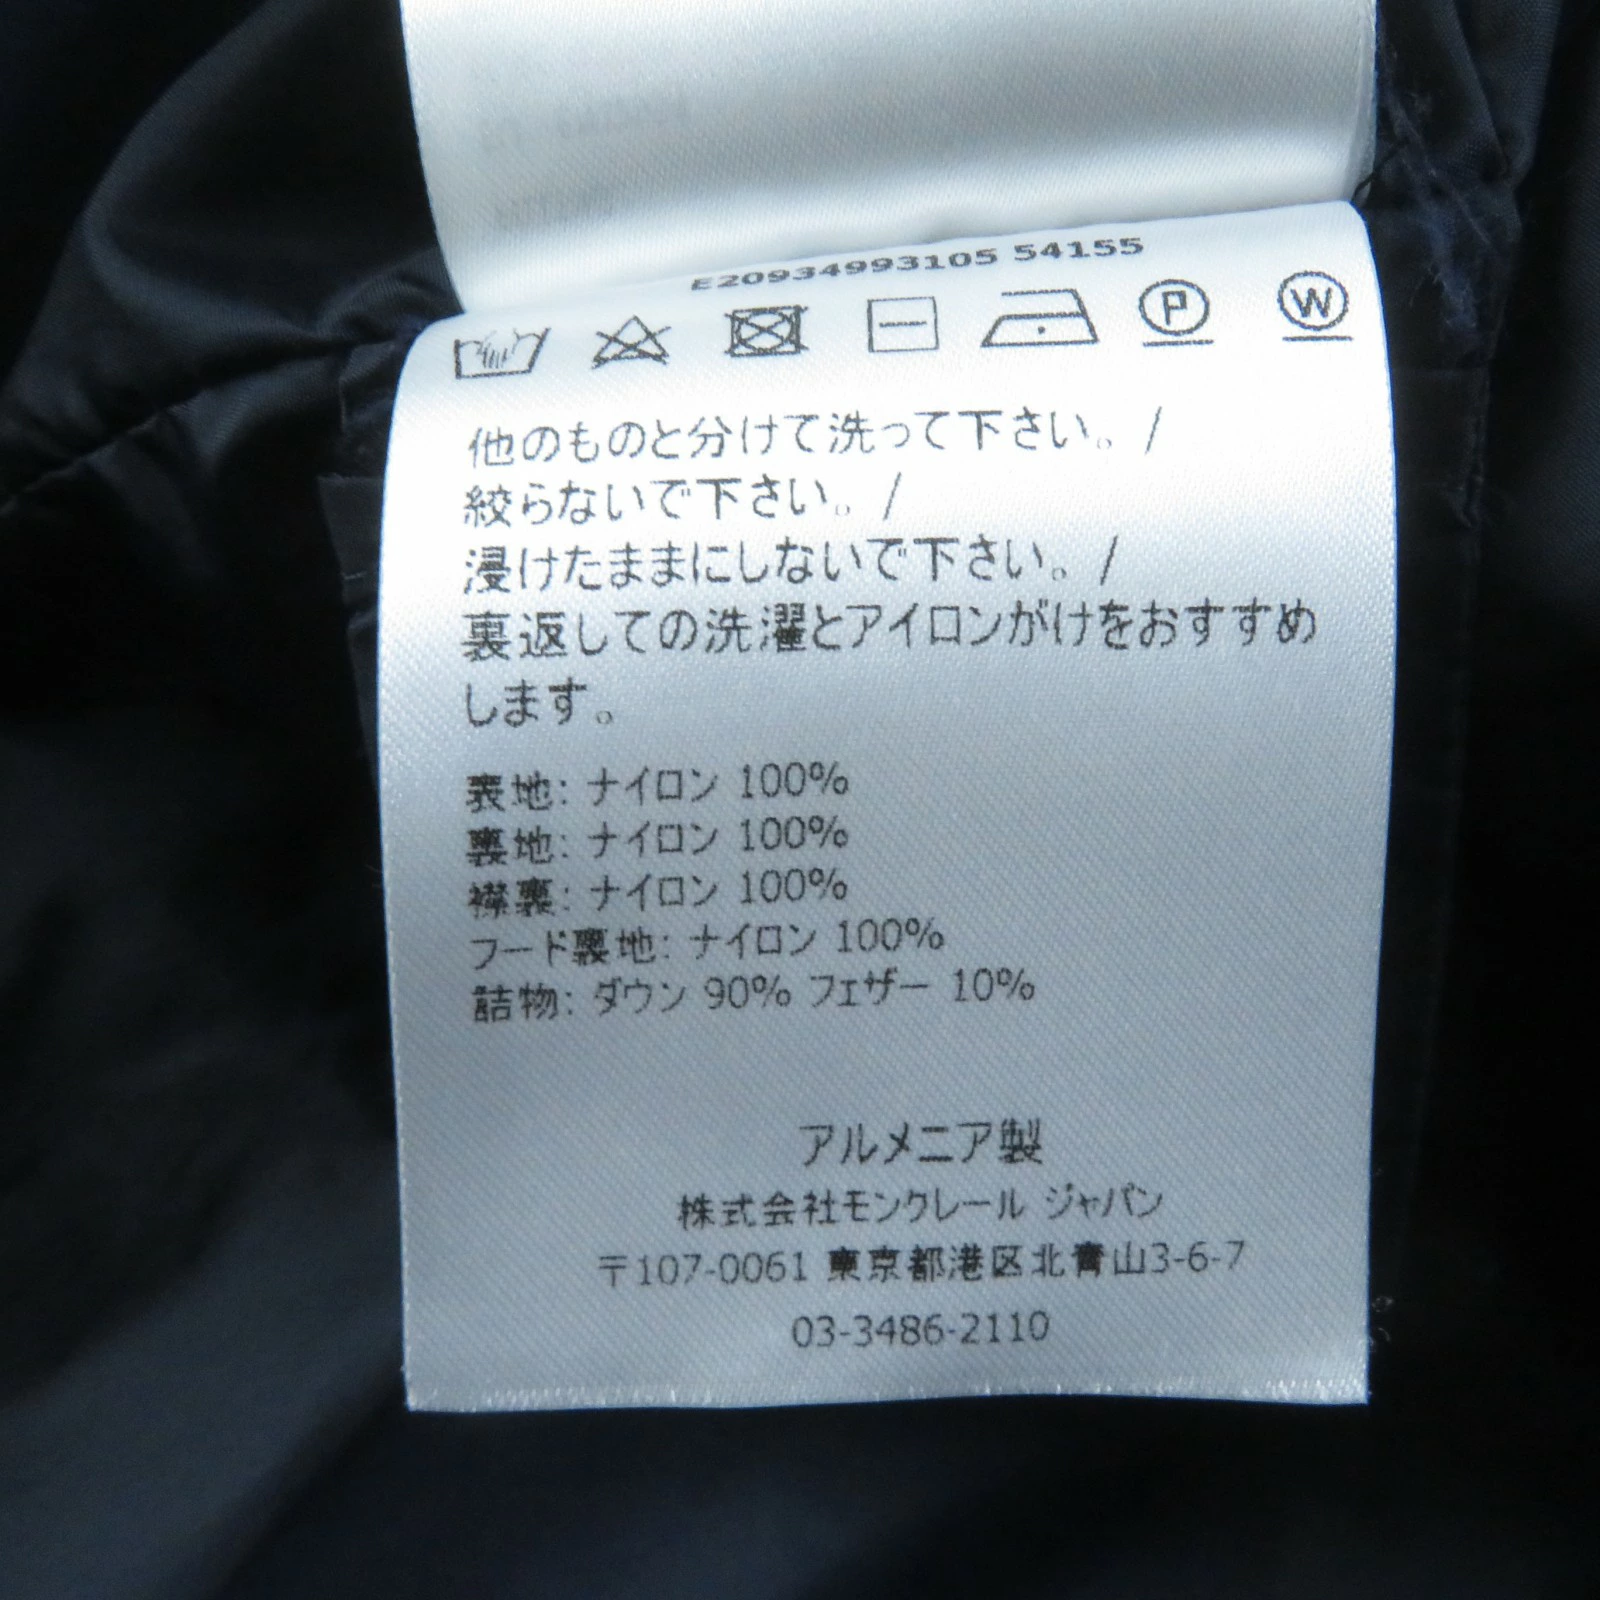 E20934993105 54155
P W
他のものと分けて洗って下さい。/
絞らないで下さい。/
浸けたままにしないで下さい。/
裏返しての洗濯とアイロンがけをおすすめ
します。
表地: ナイロン 100%
裏地: ナイロン 100%
襟裏: ナイロン 100%
フード裏地: ナイロン 100%
詰物: ダウン 90% フェザー 10%
アルメニア製
株式会社モンクレール ジャパン
〒107-0061 東京都港区北青山3-6-7
03-3486-2110